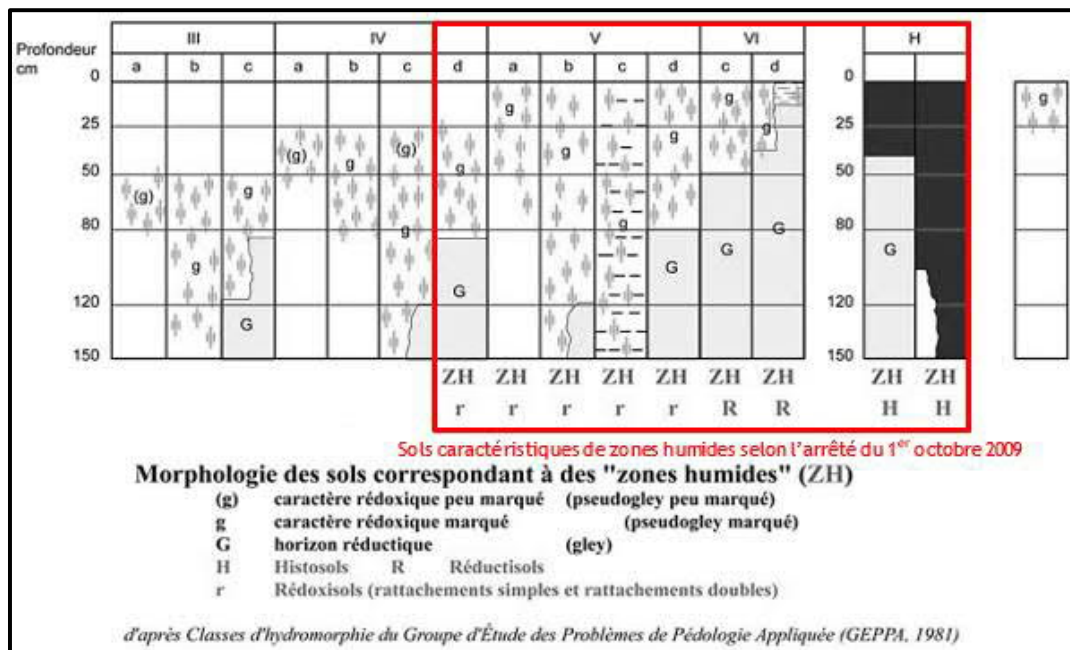 III IV V VI H
Profondeur
cm
a b c a b c d a b c d c d
0 0
g g g g
25 25
(g) g (g) g g g
50 50
(g) g g g
80 80
g g G G G G
120 120
G
150 150
ZH ZH ZH ZH ZH ZH ZH ZH ZH
r r r r r R R H H
Sols caractéristiques de zones humides selon l'arrêté du 1er octobre 2009
Morphologie des sols correspondant à des "zones humides" (ZH)
(g) caractère rédoxique peu marqué (pseudogley peu marqué)
g caractère rédoxique marqué (pseudogley marqué)
G horizon réductique (gley)
H Histosols R Réductisols
r Rédoxisols (rattachements simples et rattachements doubles)
d'après Classes d'hydromorphie du Groupe d'Étude des Problèmes de Pédologie Appliquée (GEPPA, 1981)